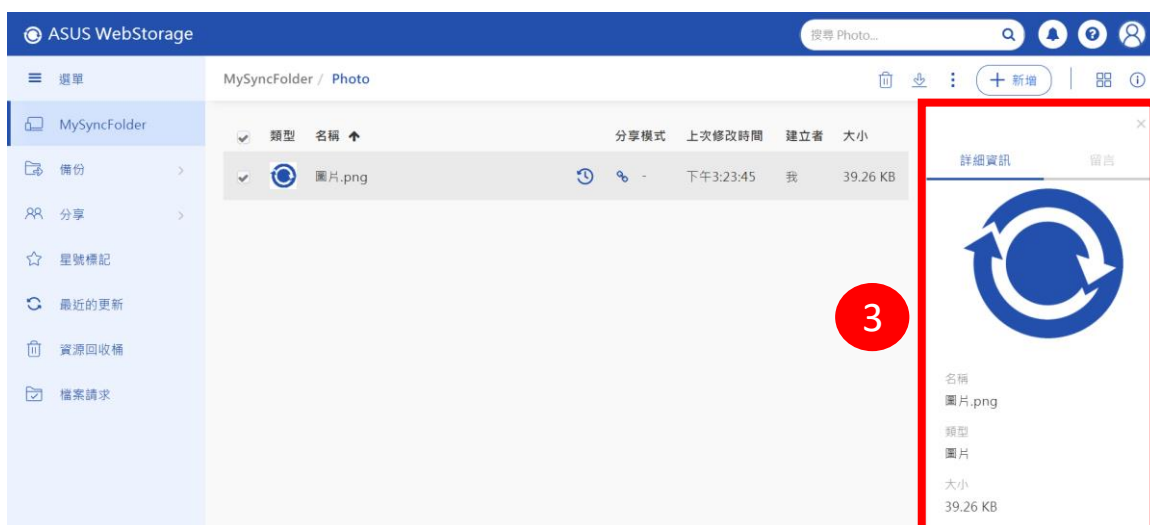 ASUS WebStorage
搜尋 Photo...
選單
MySyncFolder / Photo
新增
MySyncFolder
備份
分享
星號標記
最近的更新
資源回收桶
檔案請求
類型 名稱 分享模式 上次修改時間 建立者 大小
圖片.png - 下午3:23:45 我 39.26 KB
3
詳細資訊 留言
名稱
圖片.png
類型
圖片
大小
39.26 KB